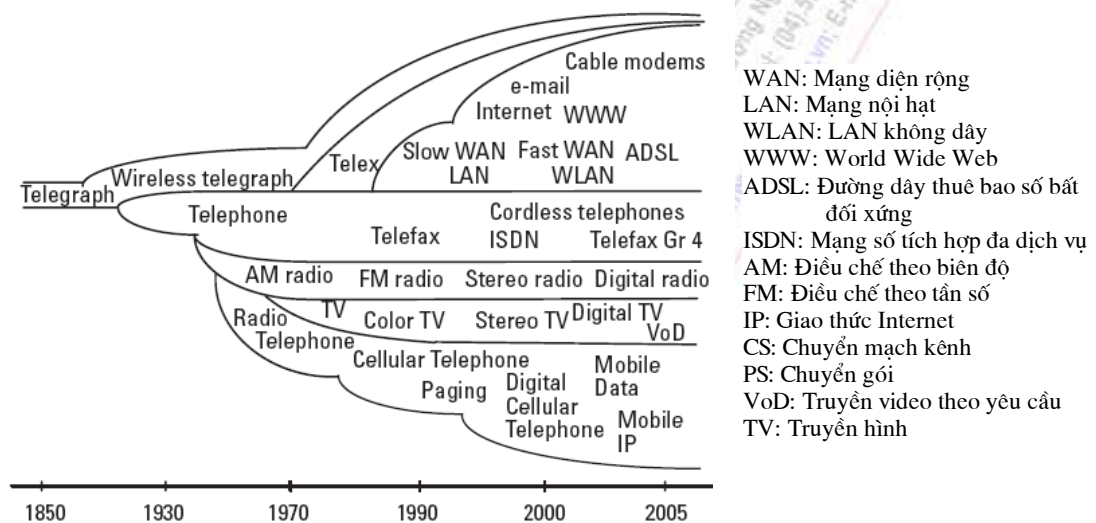 Cable modems
e-mail
Internet WWW
Telex
Slow WAN Fast WAN ADSL
LAN WLAN
Wireless telegraph
Telegraph
Telephone
Cordless telephones
Telefax ISDN Telefax Gr 4
AM radio FM radio Stereo radio Digital radio
TV
Radio
Telephone
Color TV Stereo TV Digital TV
VoD
Cellular Telephone
Paging
Digital
Cellular
Telephone
Mobile
Data
Mobile
IP
1850 1930 1970 1990 2000 2005
WAN: Mạng diện rộng
LAN: Mạng nội hạt
WLAN: LAN không dây
WWW: World Wide Web
ADSL: Đường dây thuê bao số bất
đối xứng
ISDN: Mạng số tích hợp đa dịch vụ
AM: Điều chế theo biên độ
FM: Điều chế theo tần số
IP: Giao thức Internet
CS: Chuyển mạch kênh
PS: Chuyển gói
VoD: Truyền video theo yêu cầu
TV: Truyền hình